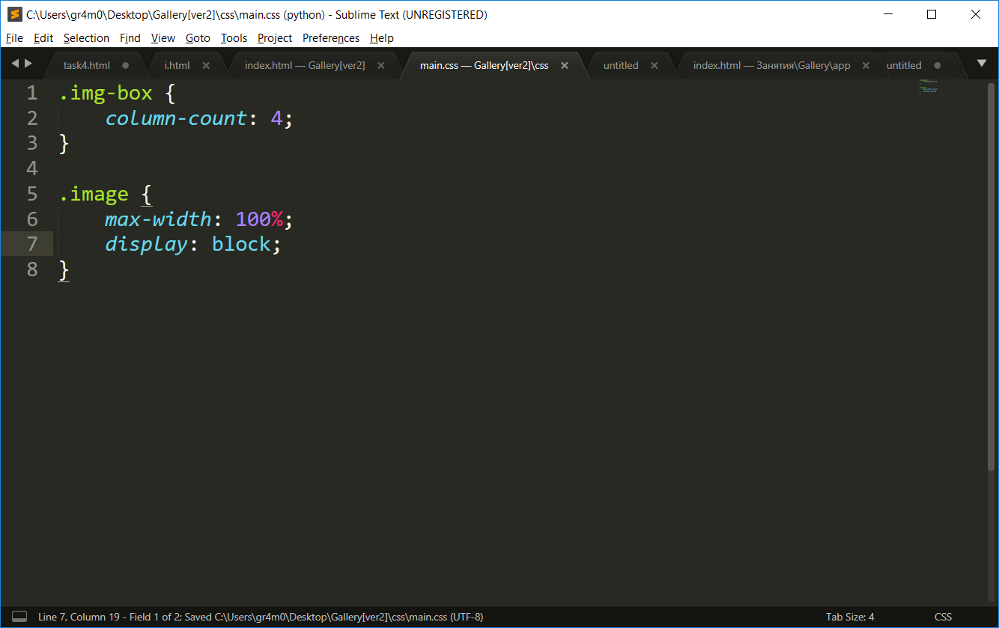 C:\Users\gr4m0\Desktop\Gallery[ver2]\css\main.css (python) - Sublime Text (UNREGISTERED)
File Edit Selection Find View Goto Tools Project Preferences Help
task4.html i.html index.html — Gallery[ver2] main.css — Gallery[ver2]\css untitled index.html — Занятия\Gallery\app untitled
1 .img-box {
2 column-count: 4;
3 }
4
5 .image {
6 max-width: 100%;
7 display: block;
8 }
Line 7, Column 19 - Field 1 of 2; Saved C:\Users\gr4m0\Desktop\Gallery[ver2]\css\main.css (UTF-8) Tab Size: 4 CSS